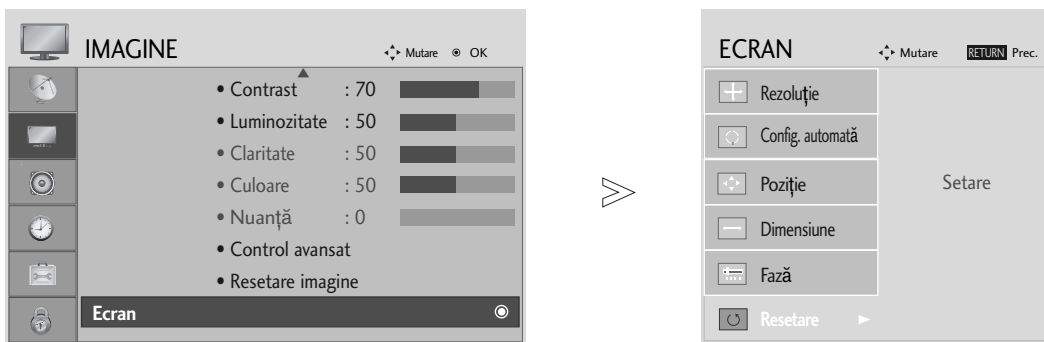 IMAGINE Mutare OK
• Contrast : 70
• Luminozitate : 50
• Claritate : 50
• Culoare : 50
• Nuanță : 0
• Control avansat
• Resetare imagine
Ecran
ECRAN Mutare RETURN Prec.
Rezoluție
Config. automată
Poziție
Dimensiune
Fază
Resetare
Setare